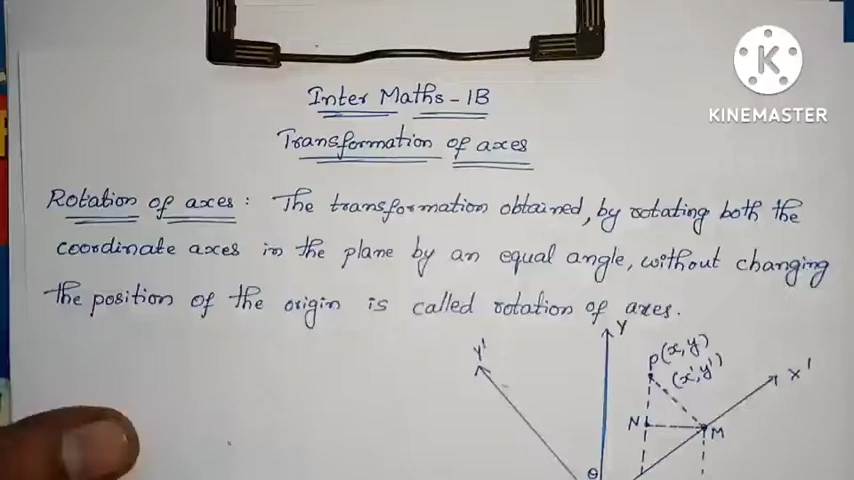 Inter Maths - IB
K
KINEMASTER
Transformation of axes
Rotation of axes : The transformation obtained, by rotating both the
coordinate axes in the plane by an equal angle, without changing
the position of the origin is called rotation of axes.
Y
Y'
P(x, y)
(x', y')
X'
N
M
θ